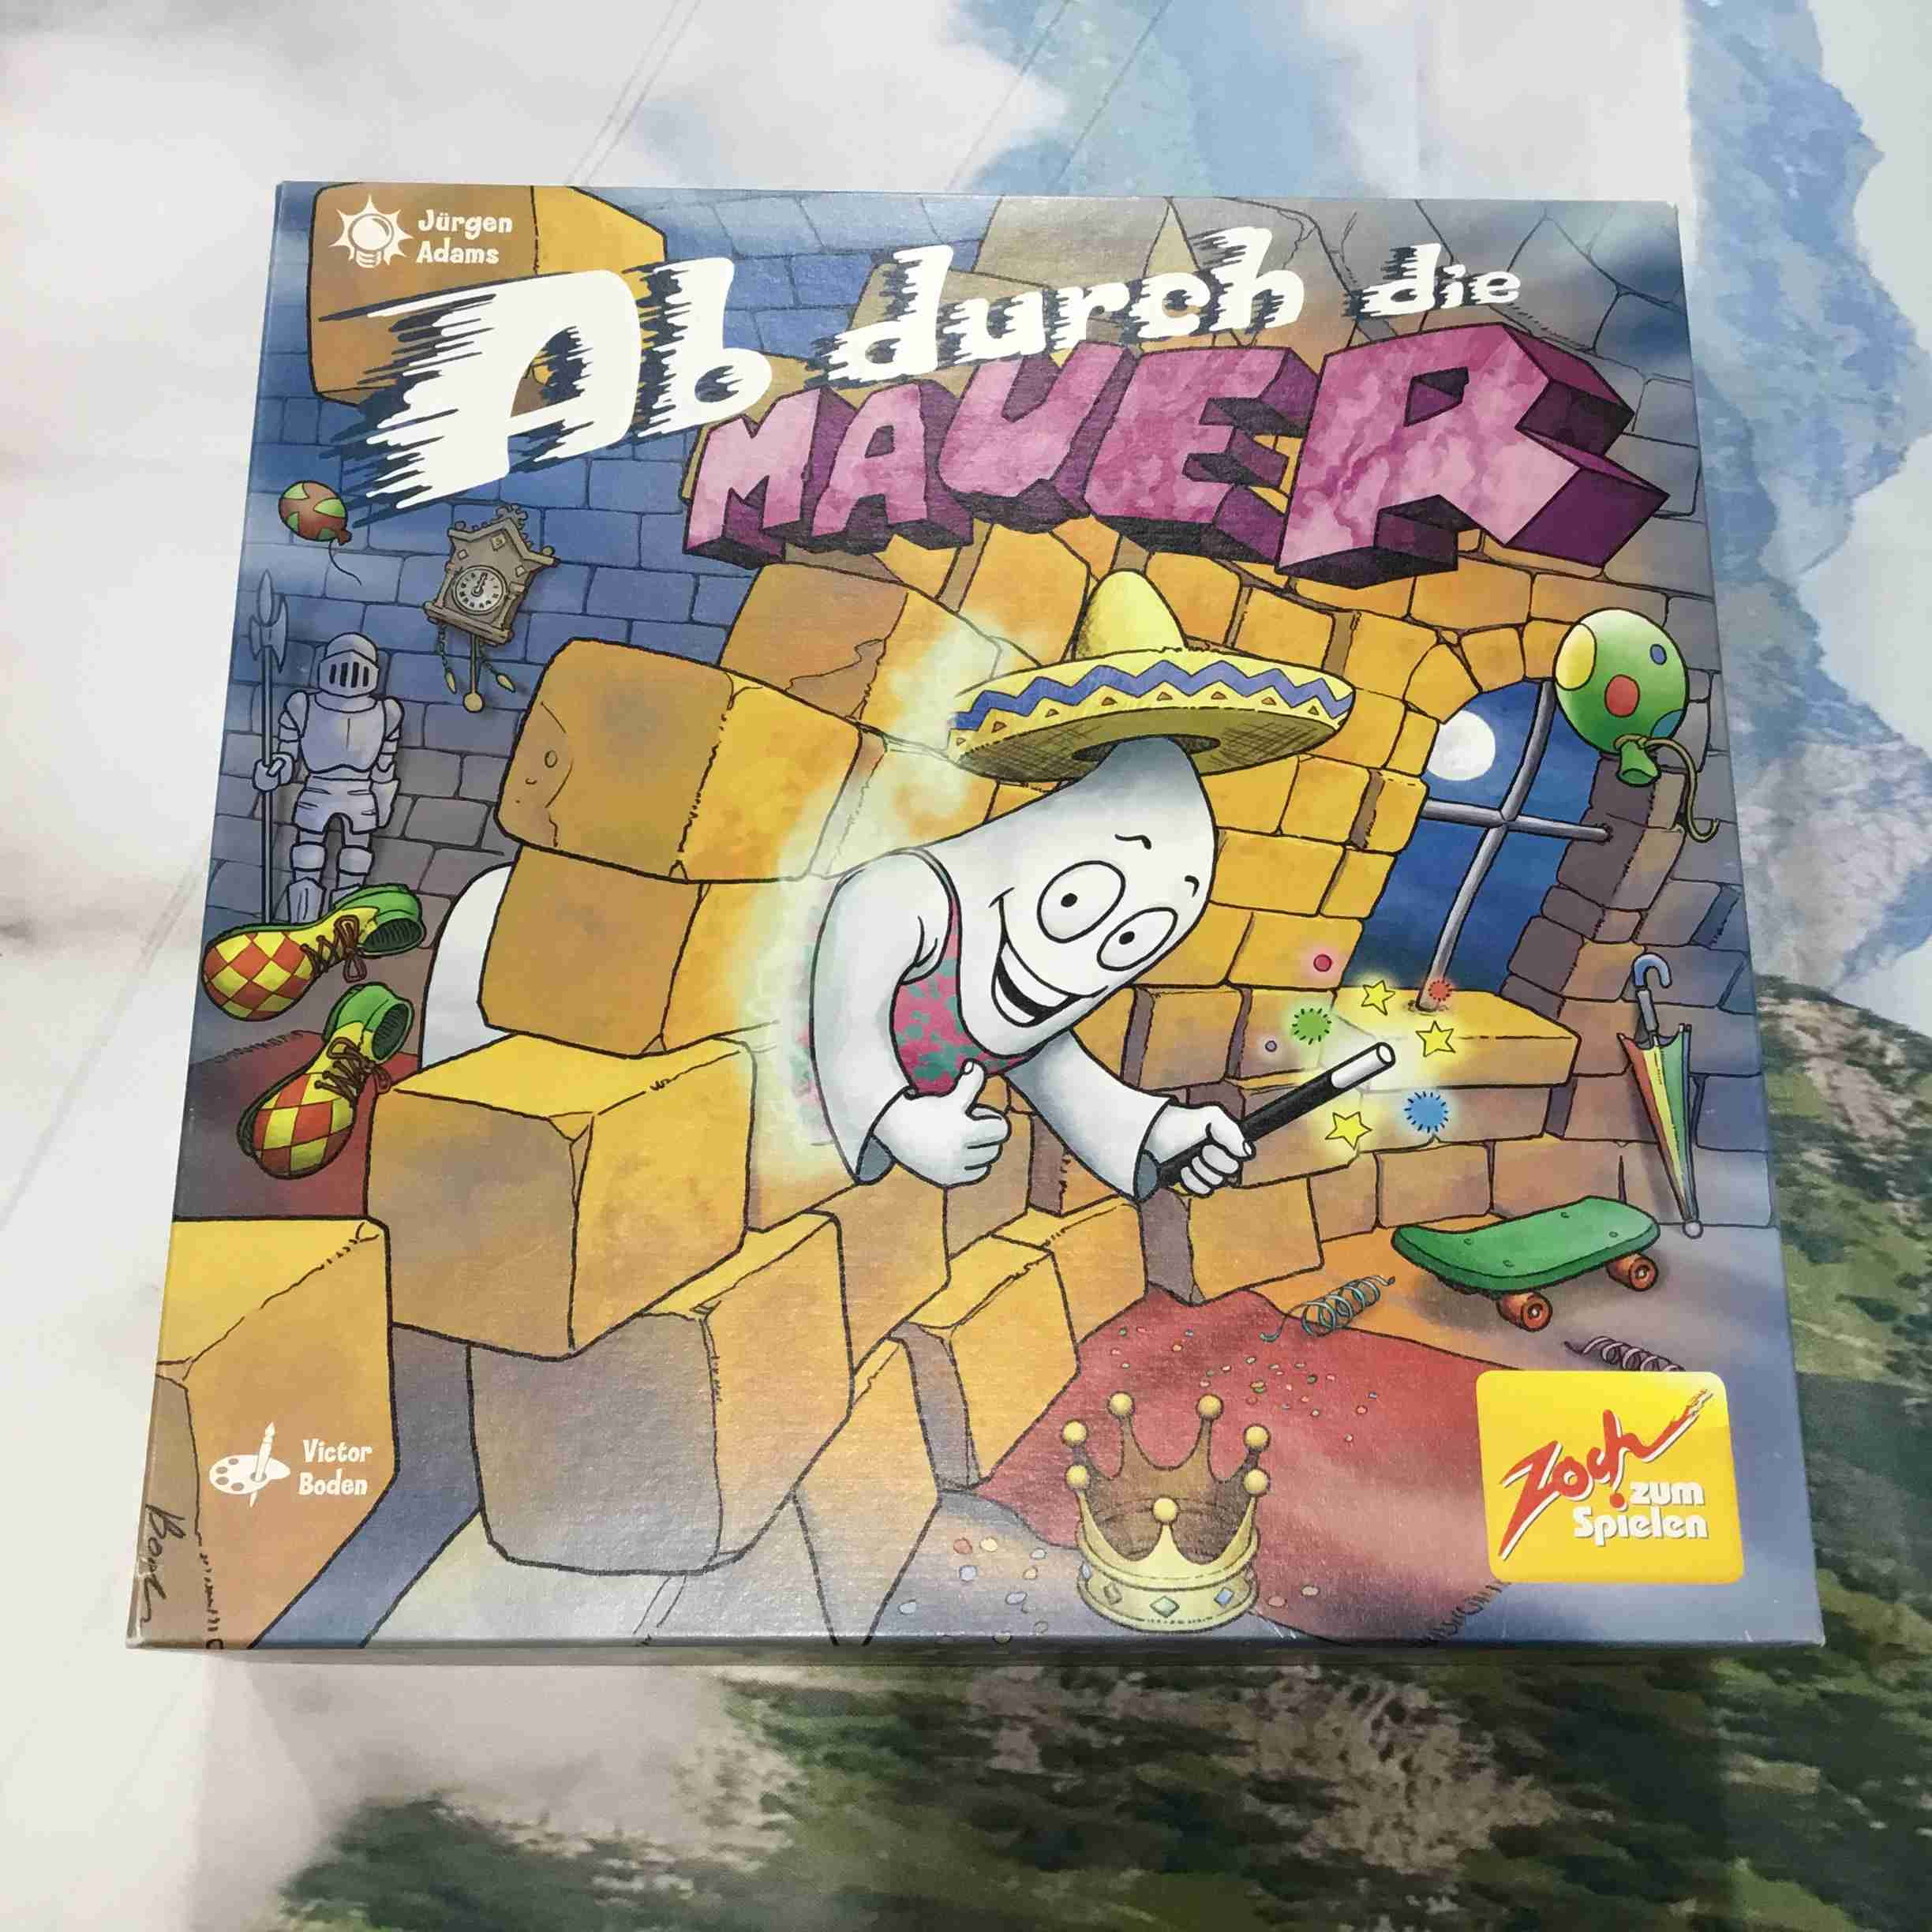 Jürgen
Adams
Ab durch die
MAUER
Victor
Boden
Zoch
zum
Spielen